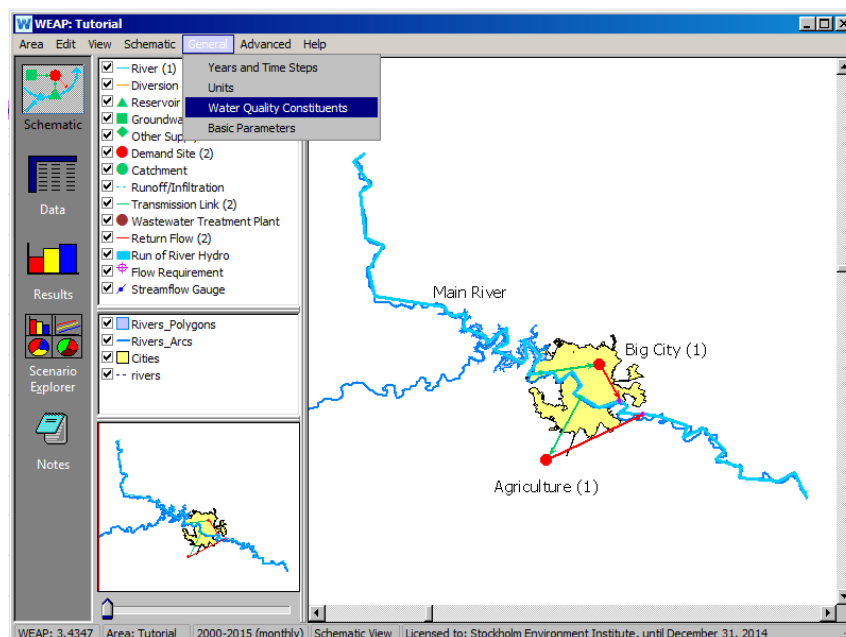 WEAP: Tutorial
Area Edit View Schematic General Advanced Help
Years and Time Steps
Units
Water Quality Constituents
Basic Parameters
Schematic
Data
Results
Scenario
Explorer
Notes
River (1)
Diversion
Reservoir
Other
Demand Site (2)
Catchment
Runoff/Infiltration
Transmission Link (2)
Wastewater Treatment Plant
Return Flow (2)
Run of River Hydro
Flow Requirement
Streamflow Gauge
Rivers_Polygons
Rivers_Arcs
Cities
rivers
Main River
Big City (1)
Agriculture (1)
WEAP: 3.4347 Area: Tutorial 2000-2015 (monthly) Schematic View Licensed to: Stockholm Environment Institute, until December 31, 2014